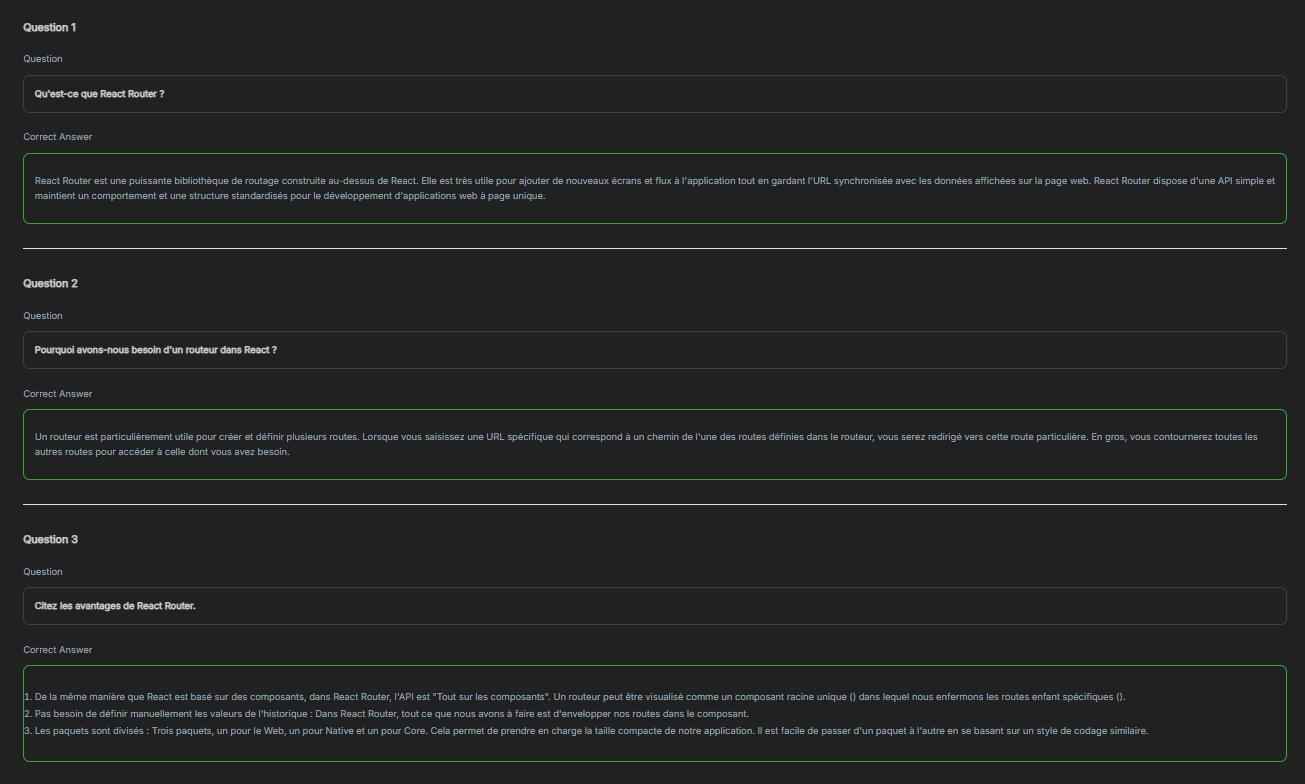 Question 1
Question
Qu'est-ce que React Router ?
Correct Answer
React Router est une puissante bibliothèque de routage construite au-dessus de React. Elle est très utile pour ajouter de nouveaux écrans et flux à l'application tout en gardant l'URL synchronisée avec les données affichées sur la page web. React Router dispose d'une API simple et
maintient un comportement et une structure standardisés pour le développement d'applications web à page unique.
Question 2
Question
Pourquoi avons-nous besoin d'un routeur dans React ?
Correct Answer
Un routeur est particulièrement utile pour créer et définir plusieurs routes. Lorsque vous saisissez une URL spécifique qui correspond à un chemin de l'une des routes définies dans le routeur, vous serez redirigé vers cette route particulière. En gros, vous contournerez toutes les
autres routes pour accéder à celle dont vous avez besoin.
Question 3
Question
Citez les avantages de React Router.
Correct Answer
1. De la même manière que React est basé sur des composants, dans React Router, l'API est "Tout sur les composants". Un routeur peut être visualisé comme un composant racine unique () dans lequel nous enfermons les routes enfant spécifiques ().
2. Pas besoin de définir manuellement les valeurs de l'historique : Dans React Router, tout ce que nous avons à faire est d'envelopper nos routes dans le composant.
3. Les paquets sont divisés : Trois paquets, un pour le Web, un pour Native et un pour Core. Cela permet de prendre en charge la taille compacte de notre application. Il est facile de passer d'un paquet à l'autre en se basant sur un style de codage similaire.